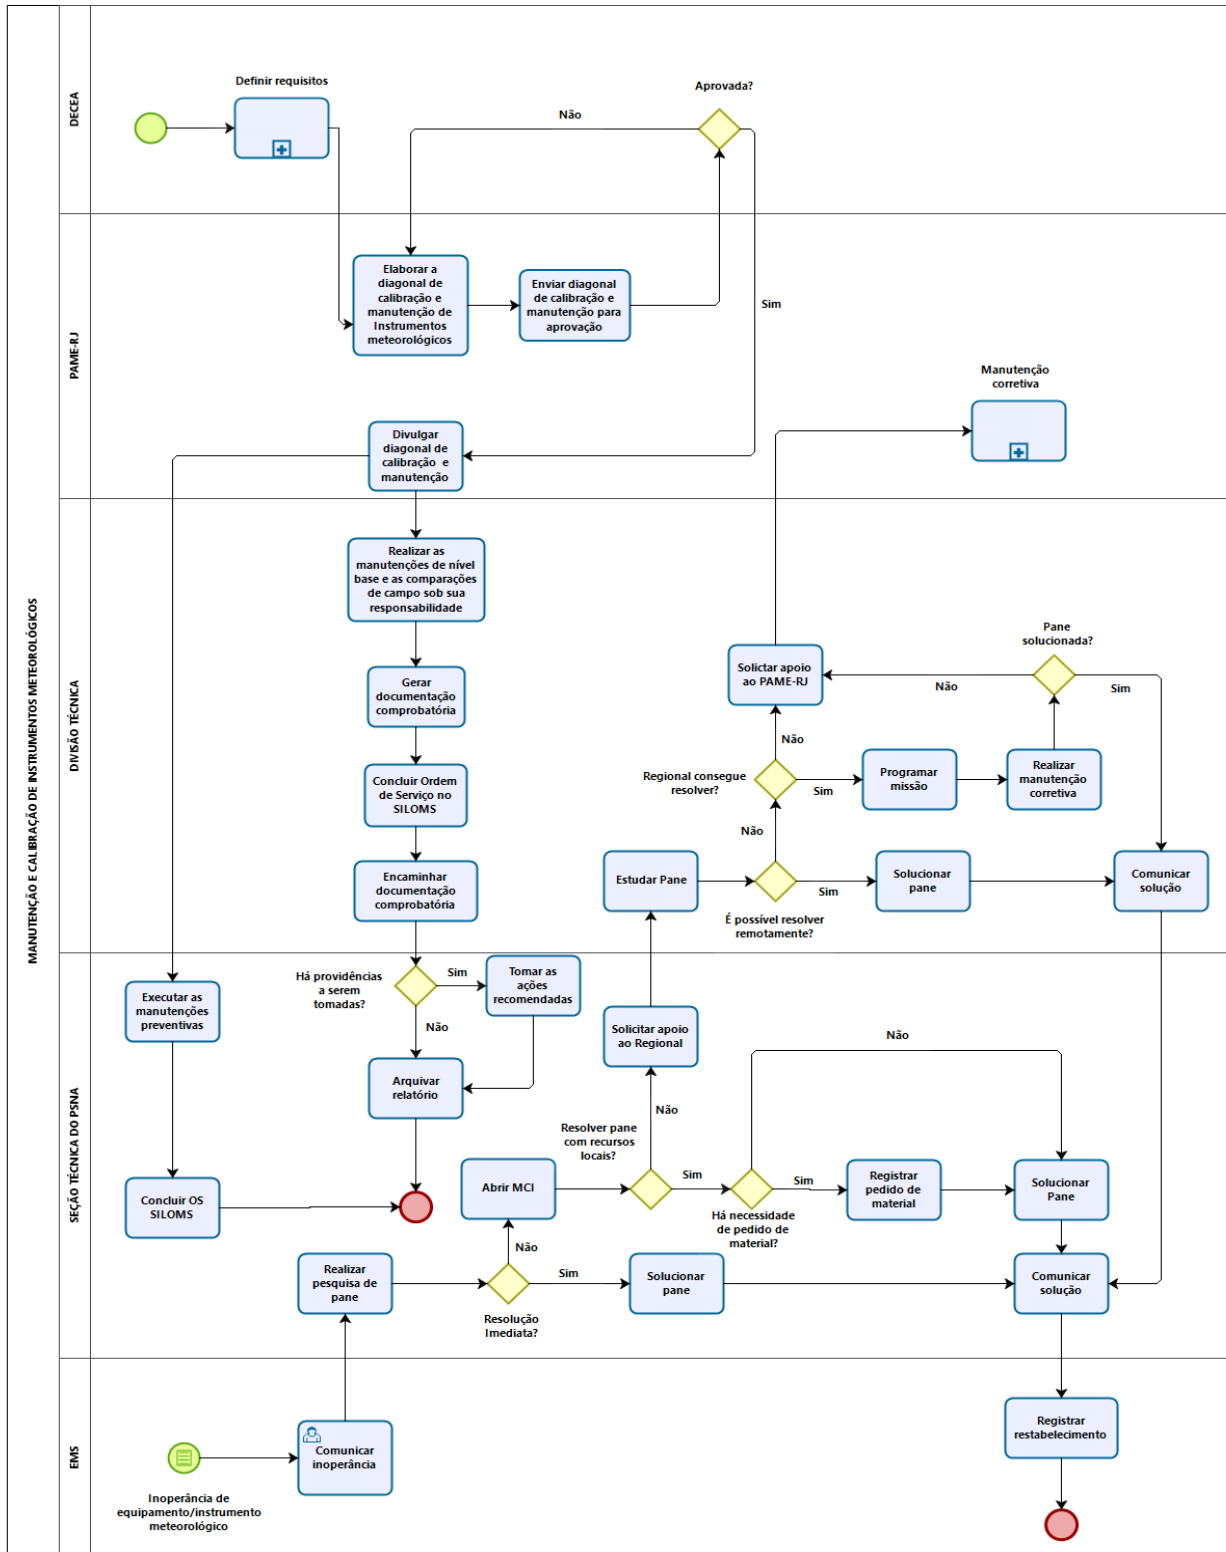 MANUTENÇÃO E CALIBRAÇÃO DE INSTRUMENTOS METEOROLÓGICOS
DECEA
Definir requisitos
Aprovada?
Não
Sim
PAME-RJ
Elaborar a
diagonal de
calibração e
manutenção de
Instrumentos
meteorológicos
Enviar diagonal
de calibração e
manutenção para
aprovação
Manutenção
corretiva
Divulgar
diagonal de
calibração e
manutenção
DIVISÃO TÉCNICA
Realizar as
manutenções de nível
base e as comparações
de campo sob sua
responsabilidade
Gerar
documentação
comprobatória
Concluir Ordem
de Serviço no
SILOMS
Encaminhar
documentação
comprobatória
Pane
solucionada?
Solictar apoio
ao PAME-RJ
Não
Sim
Não
Regional consegue
resolver?
Sim
Programar
missão
Realizar
manutenção
corretiva
Não
Estudar Pane
Sim
Solucionar
pane
Comunicar
solução
É possível resolver
remotamente?
SEÇÃO TÉCNICA DO PSNA
Há providências
a serem
tomadas?
Sim
Tomar as
ações
recomendadas
Não
Executar as
manutenções
preventivas
Arquivar
relatório
Solicitar apoio
ao Regional
Não
Não
Resolver pane
com recursos
locais?
Abrir MCI
Sim
Sim
Há necessidade
de pedido de
material?
Registrar
pedido de
material
Solucionar
Pane
Concluir OS
SILOMS
Não
Realizar
pesquisa de
pane
Sim
Resolução
Imediata?
Solucionar
pane
Comunicar
solução
EMS
Comunicar
inoperância
Inoperância de
equipamento/instrumento
meteorológico
Registrar
restabelecimento